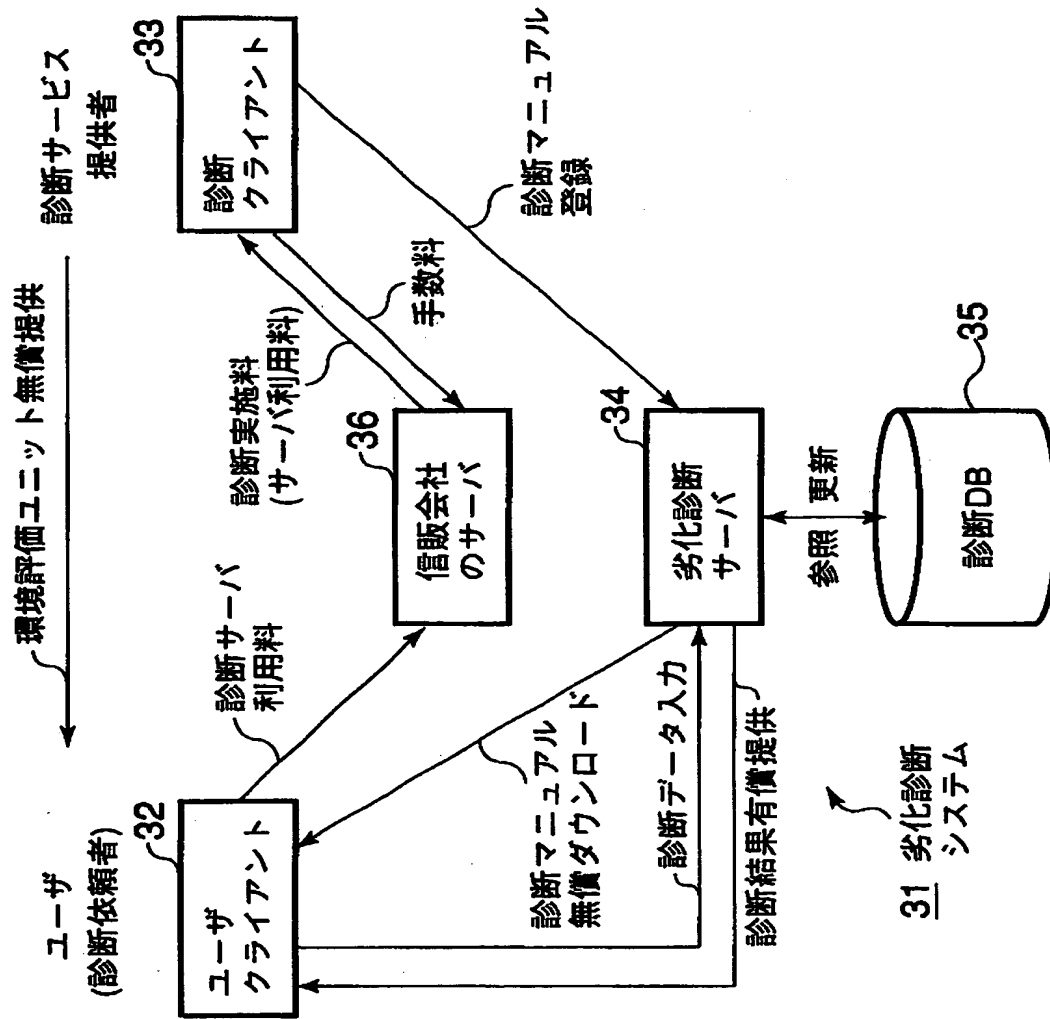 ユーザ
(診断依頼者)
環境評価ユニット無償提供
診断サービス
提供者
32
ユーザ
クライアント
33
診断
クライアント
診断サーバ
利用料
診断実施料
(サーバ利用料)
手数料
36
信販会社
のサーバ
診断マニュアル
登録
診断マニュアル
無償ダウンロード
診断データ入力
診断結果有償提供
34
劣化診断
サーバ
参照
更新
35
診断DB
31 劣化診断
システム